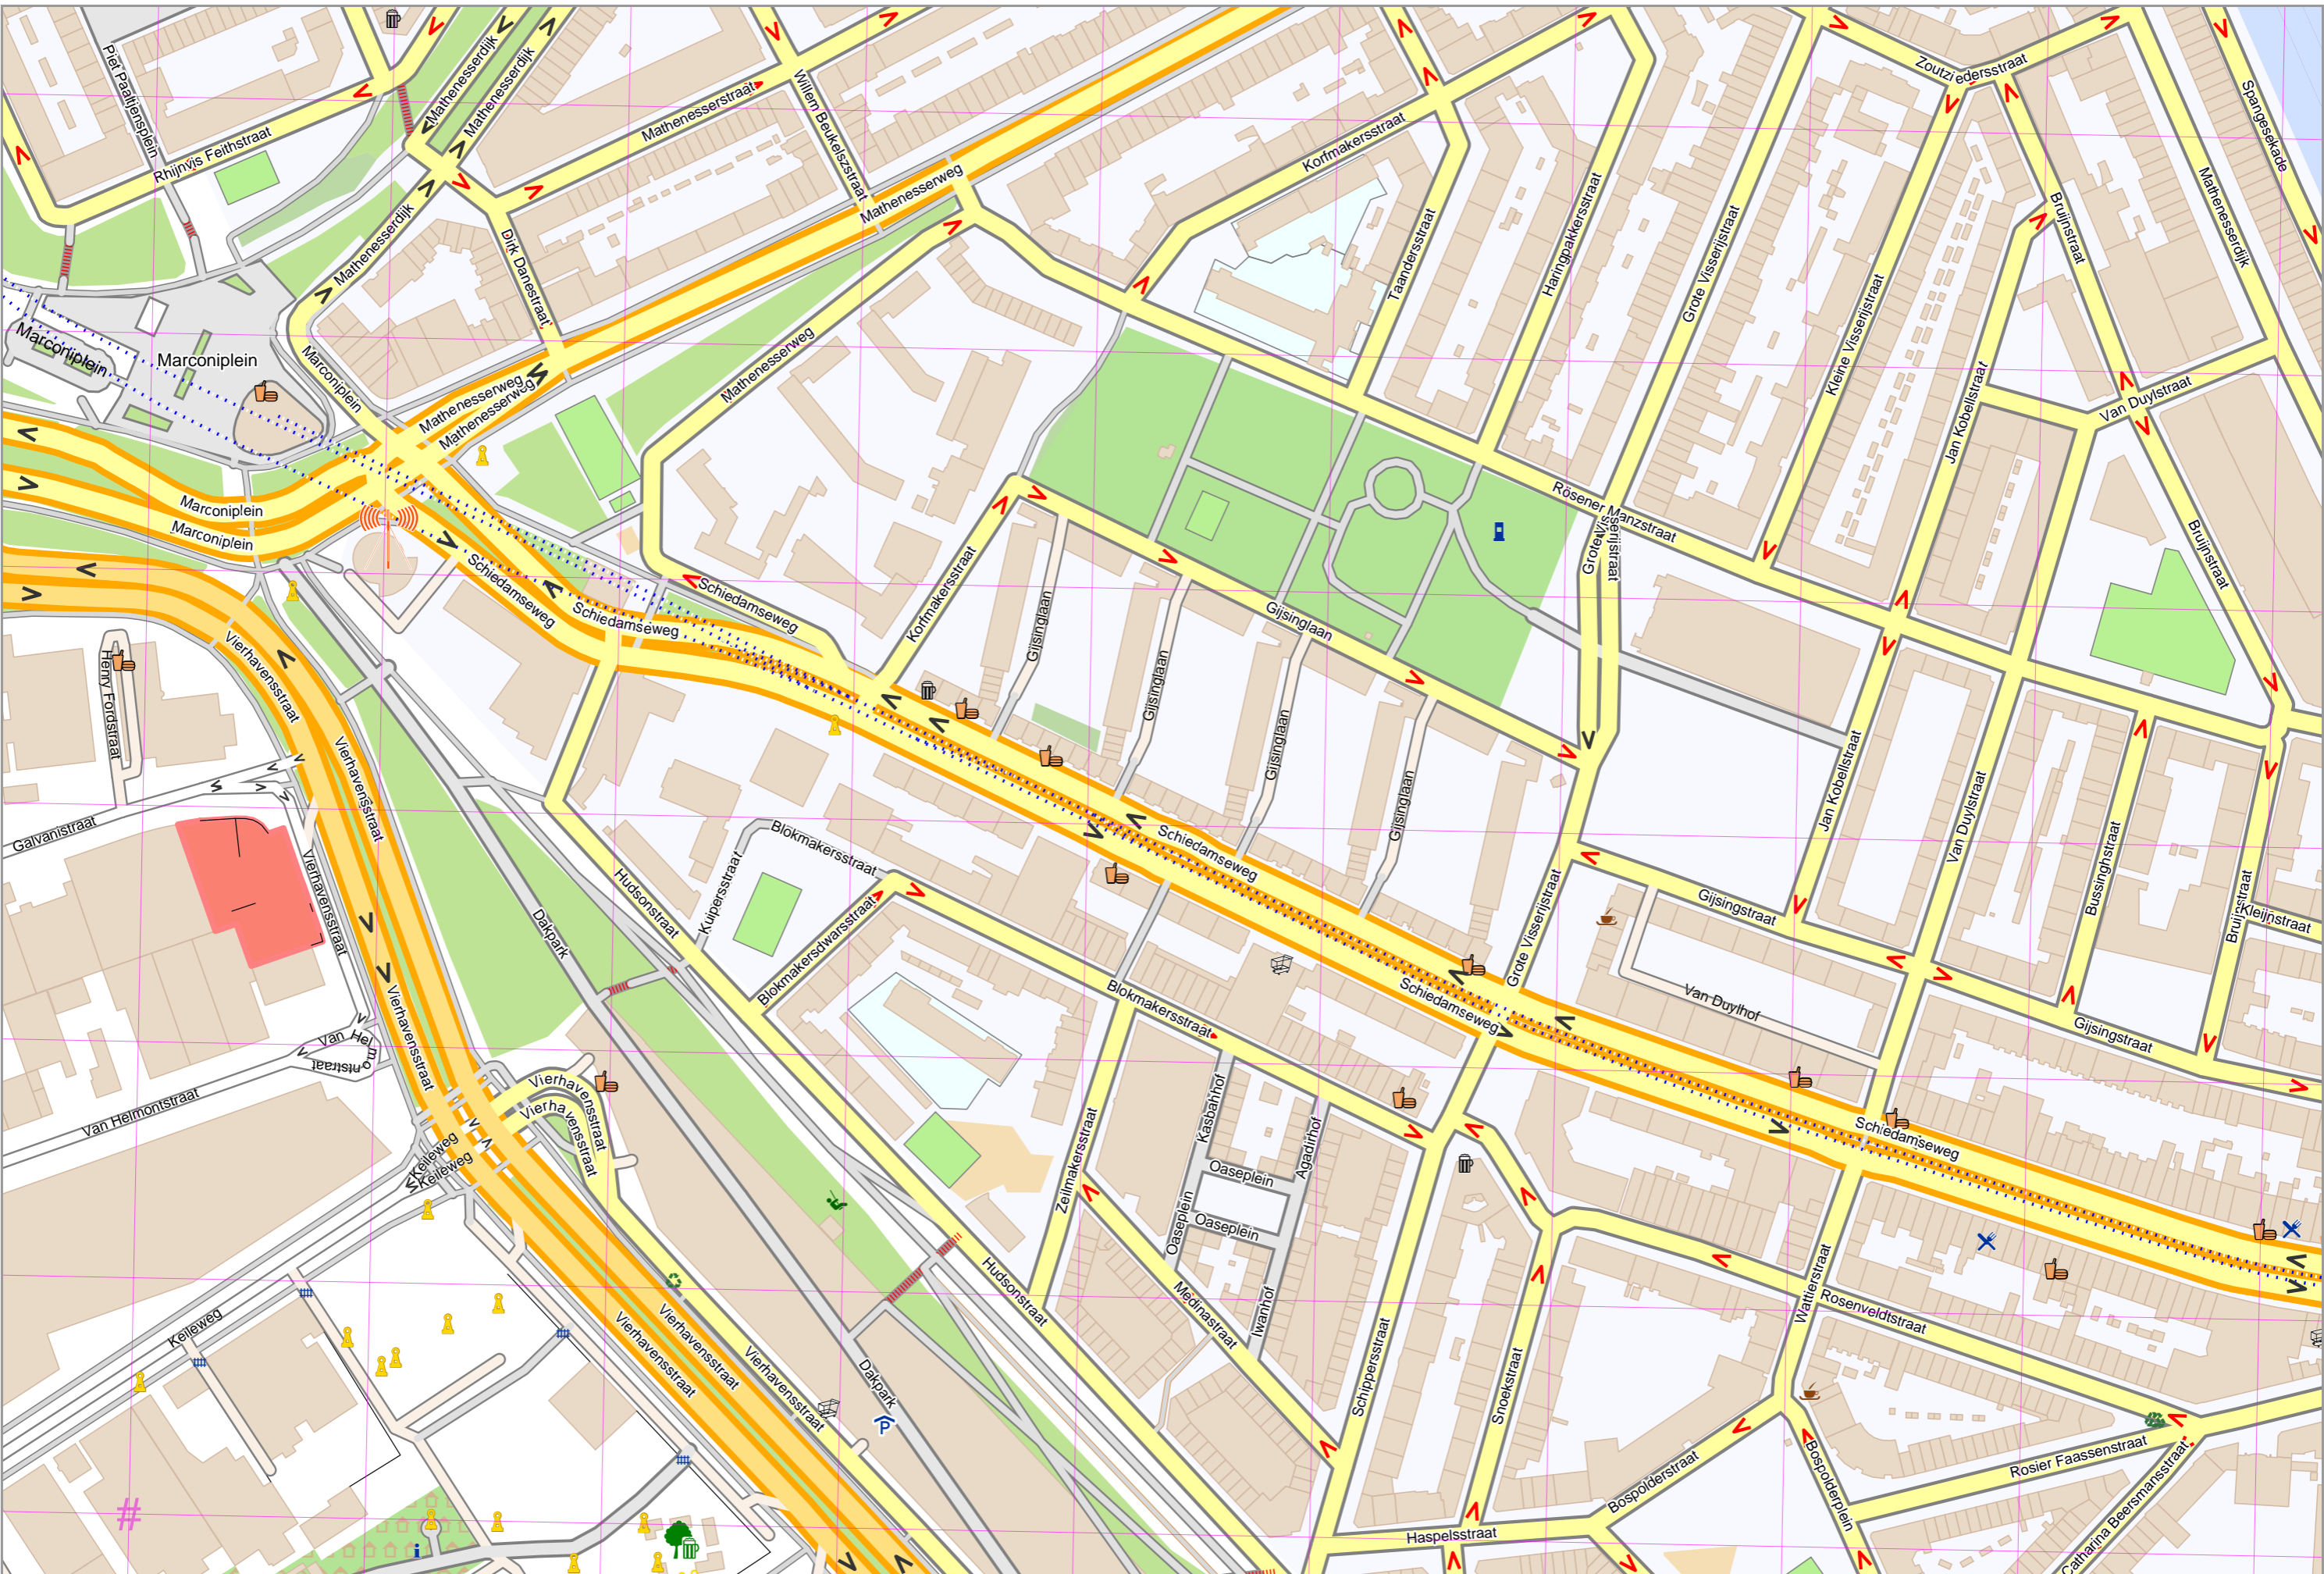 Piet Paaltjensplein
Mathenesserdijk
Mathenesserdijk
Zoutziedersstraat
Spangesekade
Willem Beukelszstraat
Mathenesserstraat
Rhijnvis Feithstraat
Korfmakersstraat
Mathenesserweg
Mathenesserdijk
Mathenesserdijk
Bruijnstraat
Haringpakkersstraat
Grote Visserijstraat
Taandersstraat
Dirk Danestraat
Kleine Visserijstraat
Marconiplein
Marconiplein
Marconiplein
Mathenesserweg
Mathenesserweg
Mathenesserweg
Jan Kobellstraat
Van Duylstraat
Marconiplein
Marconiplein
Rösener Manzstraat
Grote Visserijstraat
Bruijnstraat
Schiedamseweg
Schiedamseweg
Schiedamseweg
Korfmakersstraat
Gijsinglaan
Gijsinglaan
Gijsinglaan
Gijsinglaan
Gijsinglaan
Vierhavensstraat
Henry Fordstraat
Vierhavensstraat
Jan Kobellstraat
Van Duylstraat
Galvanistraat
Vierhavensstraat
Blokmakersstraat
Schiedamseweg
Bussinghstraat
Bruijnstraat
Kleijnstraat
Kuipersstraat
Hudsonstraat
Dakpark
Blokmakersdwarsstraat
Grote Visserijstraat
Gijsingstraat
Vierhavensstraat
Blokmakersstraat
Schiedamseweg
Van Duylhof
Gijsingstraat
Van Helmontstraat
Van Helmontstraat
Vierhavensstraat
Vierhavensstraat
Keileweg
Keileweg
Kasbahhof
Agadirhof
Zeilmakersstraat
Oaseplein
Oaseplein
Oaseplein
Schiedamseweg
Hudsonstraat
Medinastraat
Iwanhof
Wattierstraat
Rosenveldtstraat
Keileweg
Vierhavensstraat
Vierhavensstraat
Vierhavensstraat
Dakpark
Schippersstraat
Snoekstraat
Bospolderstraat
Bospolderplein
Rosier Faassenstraat
Catharina Beersmansstraat
Haspelsstraat